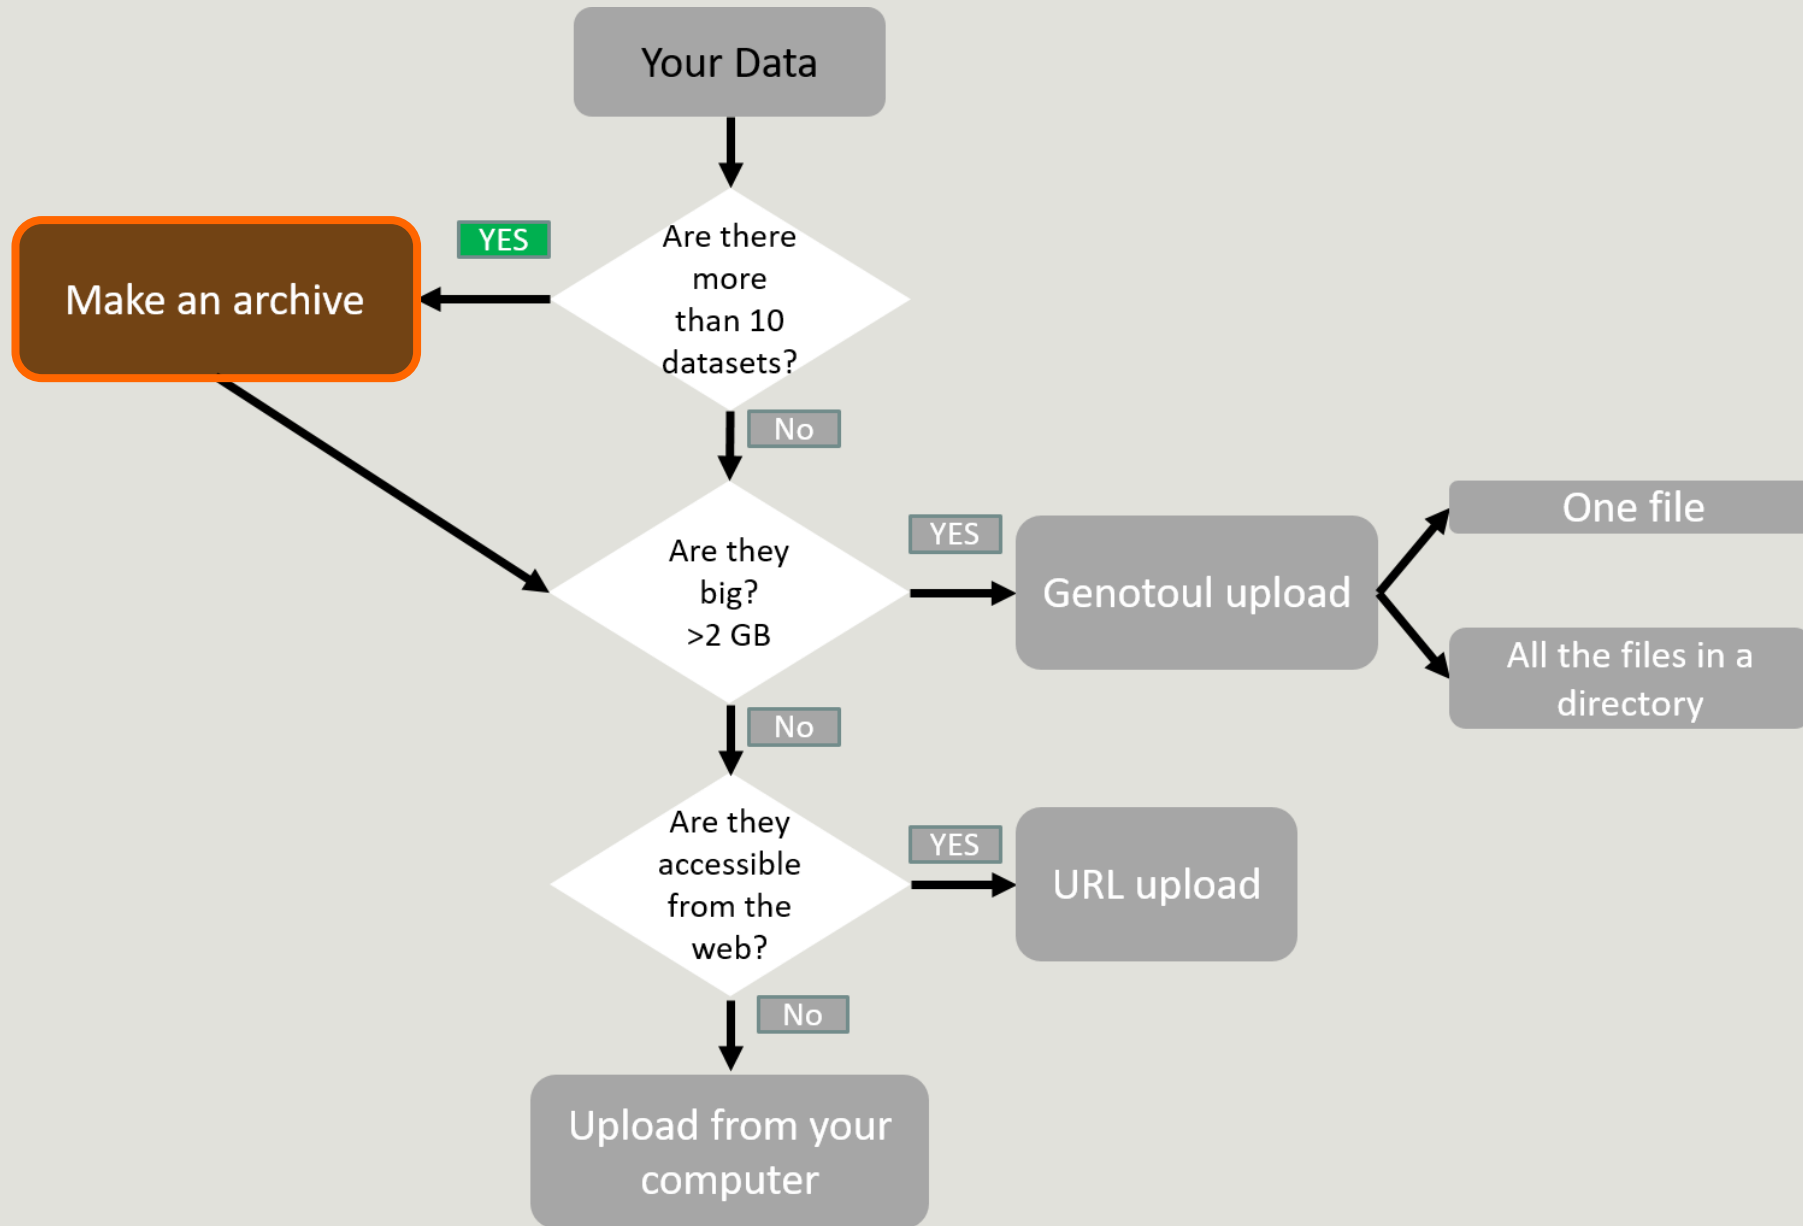 Your Data
Are there
more
than 10
datasets?
YES
Make an archive
No
Are they
big?
>2 GB
YES
Genotoul upload
One file
All the files in a
directory
No
Are they
accessible
from the
web?
YES
URL upload
No
Upload from your
computer